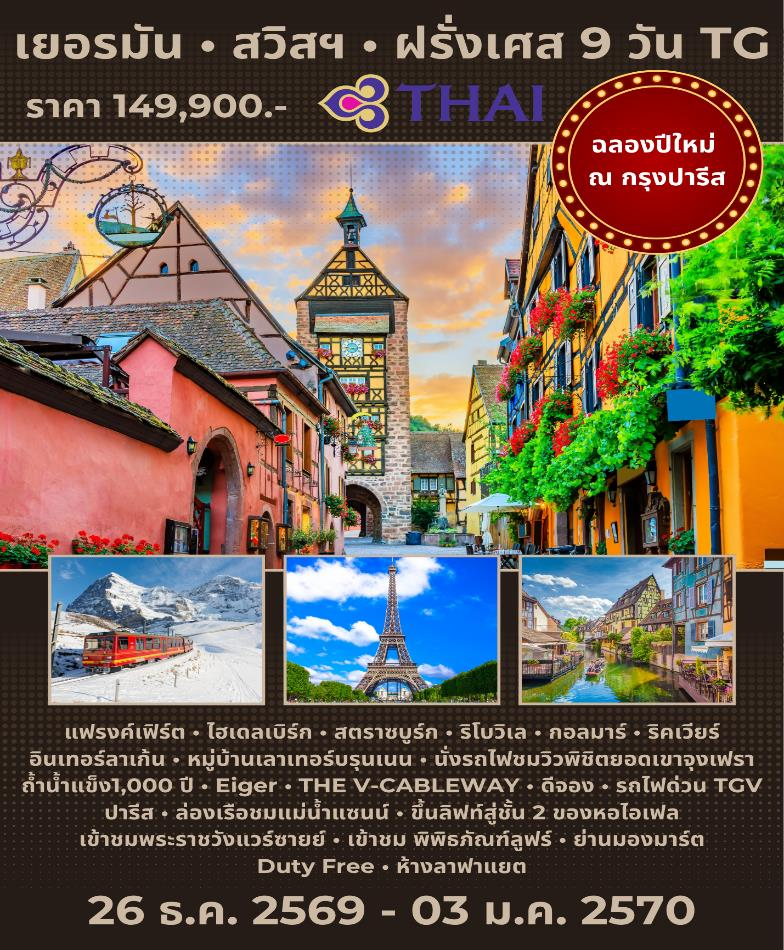 เยอรมัน • สวิสฯ • ฝรั่งเศส 9 วัน TG
ราคา 149,900.-
THAI
ฉลองปีใหม่
ณ กรุงปารีส
แฟรงค์เฟิร์ต • ไฮเดลเบิร์ก • สตราซบูร์ก • ริโบวิเล • กอลมาร์ • ริคเวียร์
อินเทอร์ลาเก้น • หมู่บ้านเลาเทอร์บรุนเนน • นั่งรถไฟชมวิวพิชิตยอดเขาจุงเฟรา
ถ้ำน้ำแข็ง1,000 ปี • Eiger • THE V-CABLEWAY • ดีจอง • รถไฟด่วน TGV
ปารีส • ล่องเรือชมแม่น้ำแซนน์ • ขึ้นลิฟท์สู่ชั้น 2 ของหอไอเฟล
เข้าชมพระราชวังแวร์ซายย์ • เข้าชม พิพิธภัณฑ์ลูฟร์ • ย่านมองมาร์ต
Duty Free • ห้างลาฟาแยต
26 ธ.ค. 2569 - 03 ม.ค. 2570